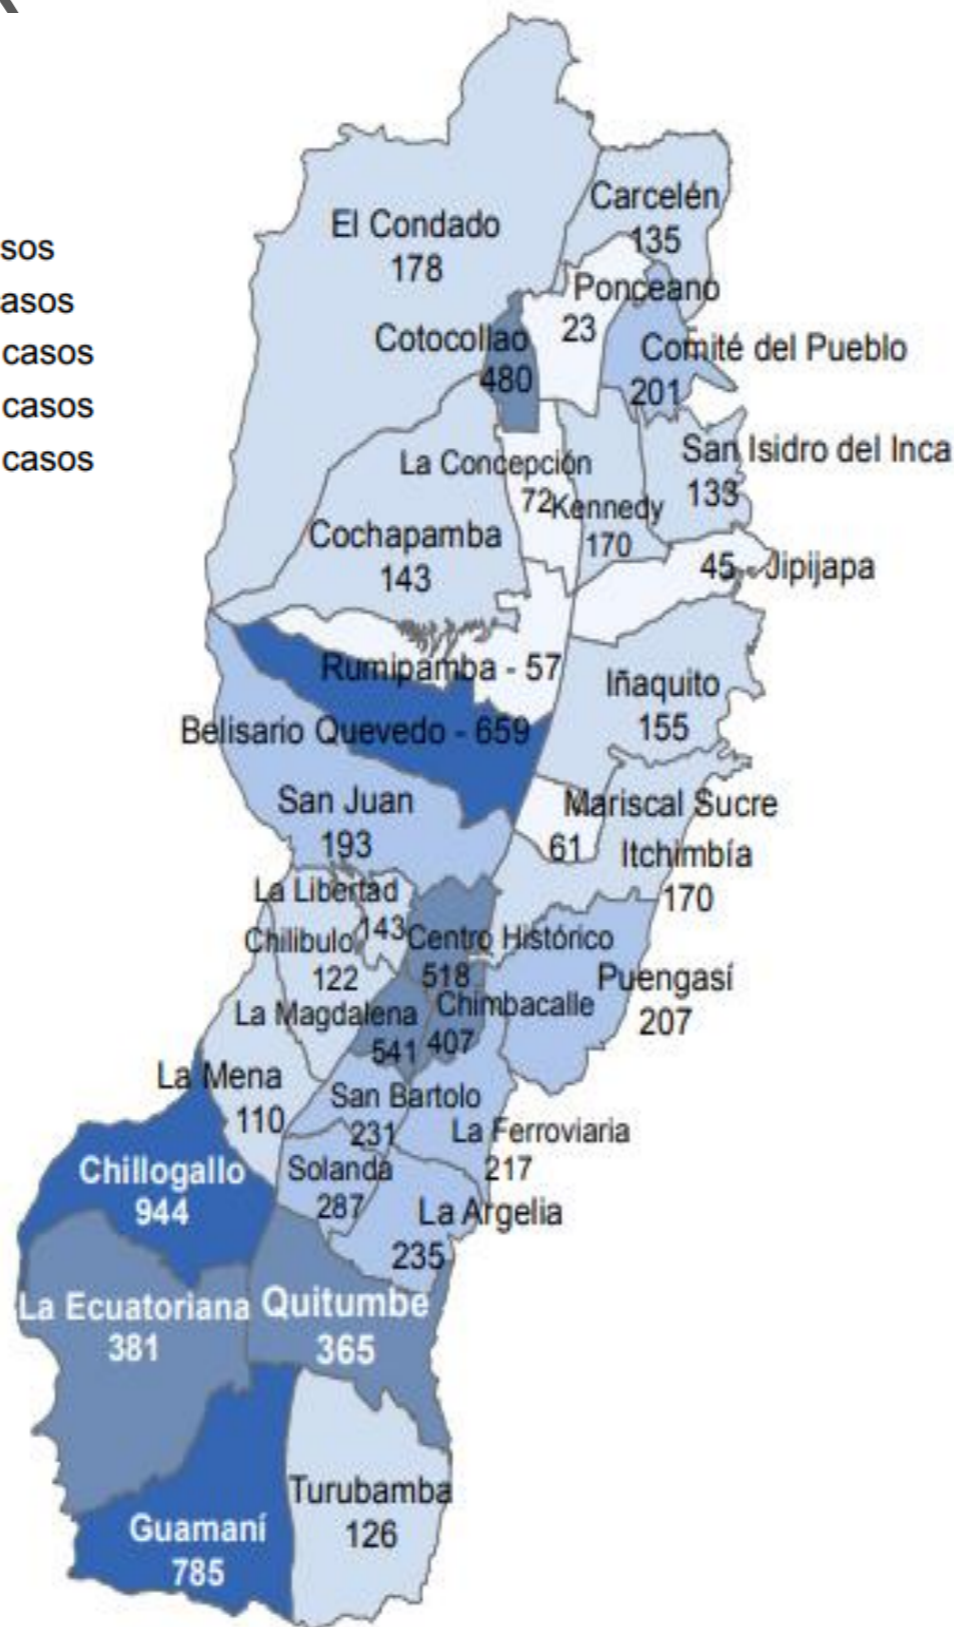 casos
casos
casos
El Condado
178
Carcelén
135
Ponceano
23
Cotocollao
480
Comité del Pueblo
201
La Concepción
72
San Isidro del Inca
133
Kennedy
170
Cochapamba
143
45 - Jipijapa
Rumipamba - 57
Iñaquito
155
Belisario Quevedo - 659
San Juan
193
Mariscal Sucre
61
Itchimbía
170
La Libertad
143
Chilibulo
122
Centro Histórico
518
Puengasí
207
La Magdalena
541
Chimbacalle
407
La Mena
110
San Bartolo
231
La Ferroviaria
217
Chillogallo
944
Solanda
287
La Argelia
235
La Ecuatoriana
381
Quitumbe
365
Turubamba
126
Guamaní
785